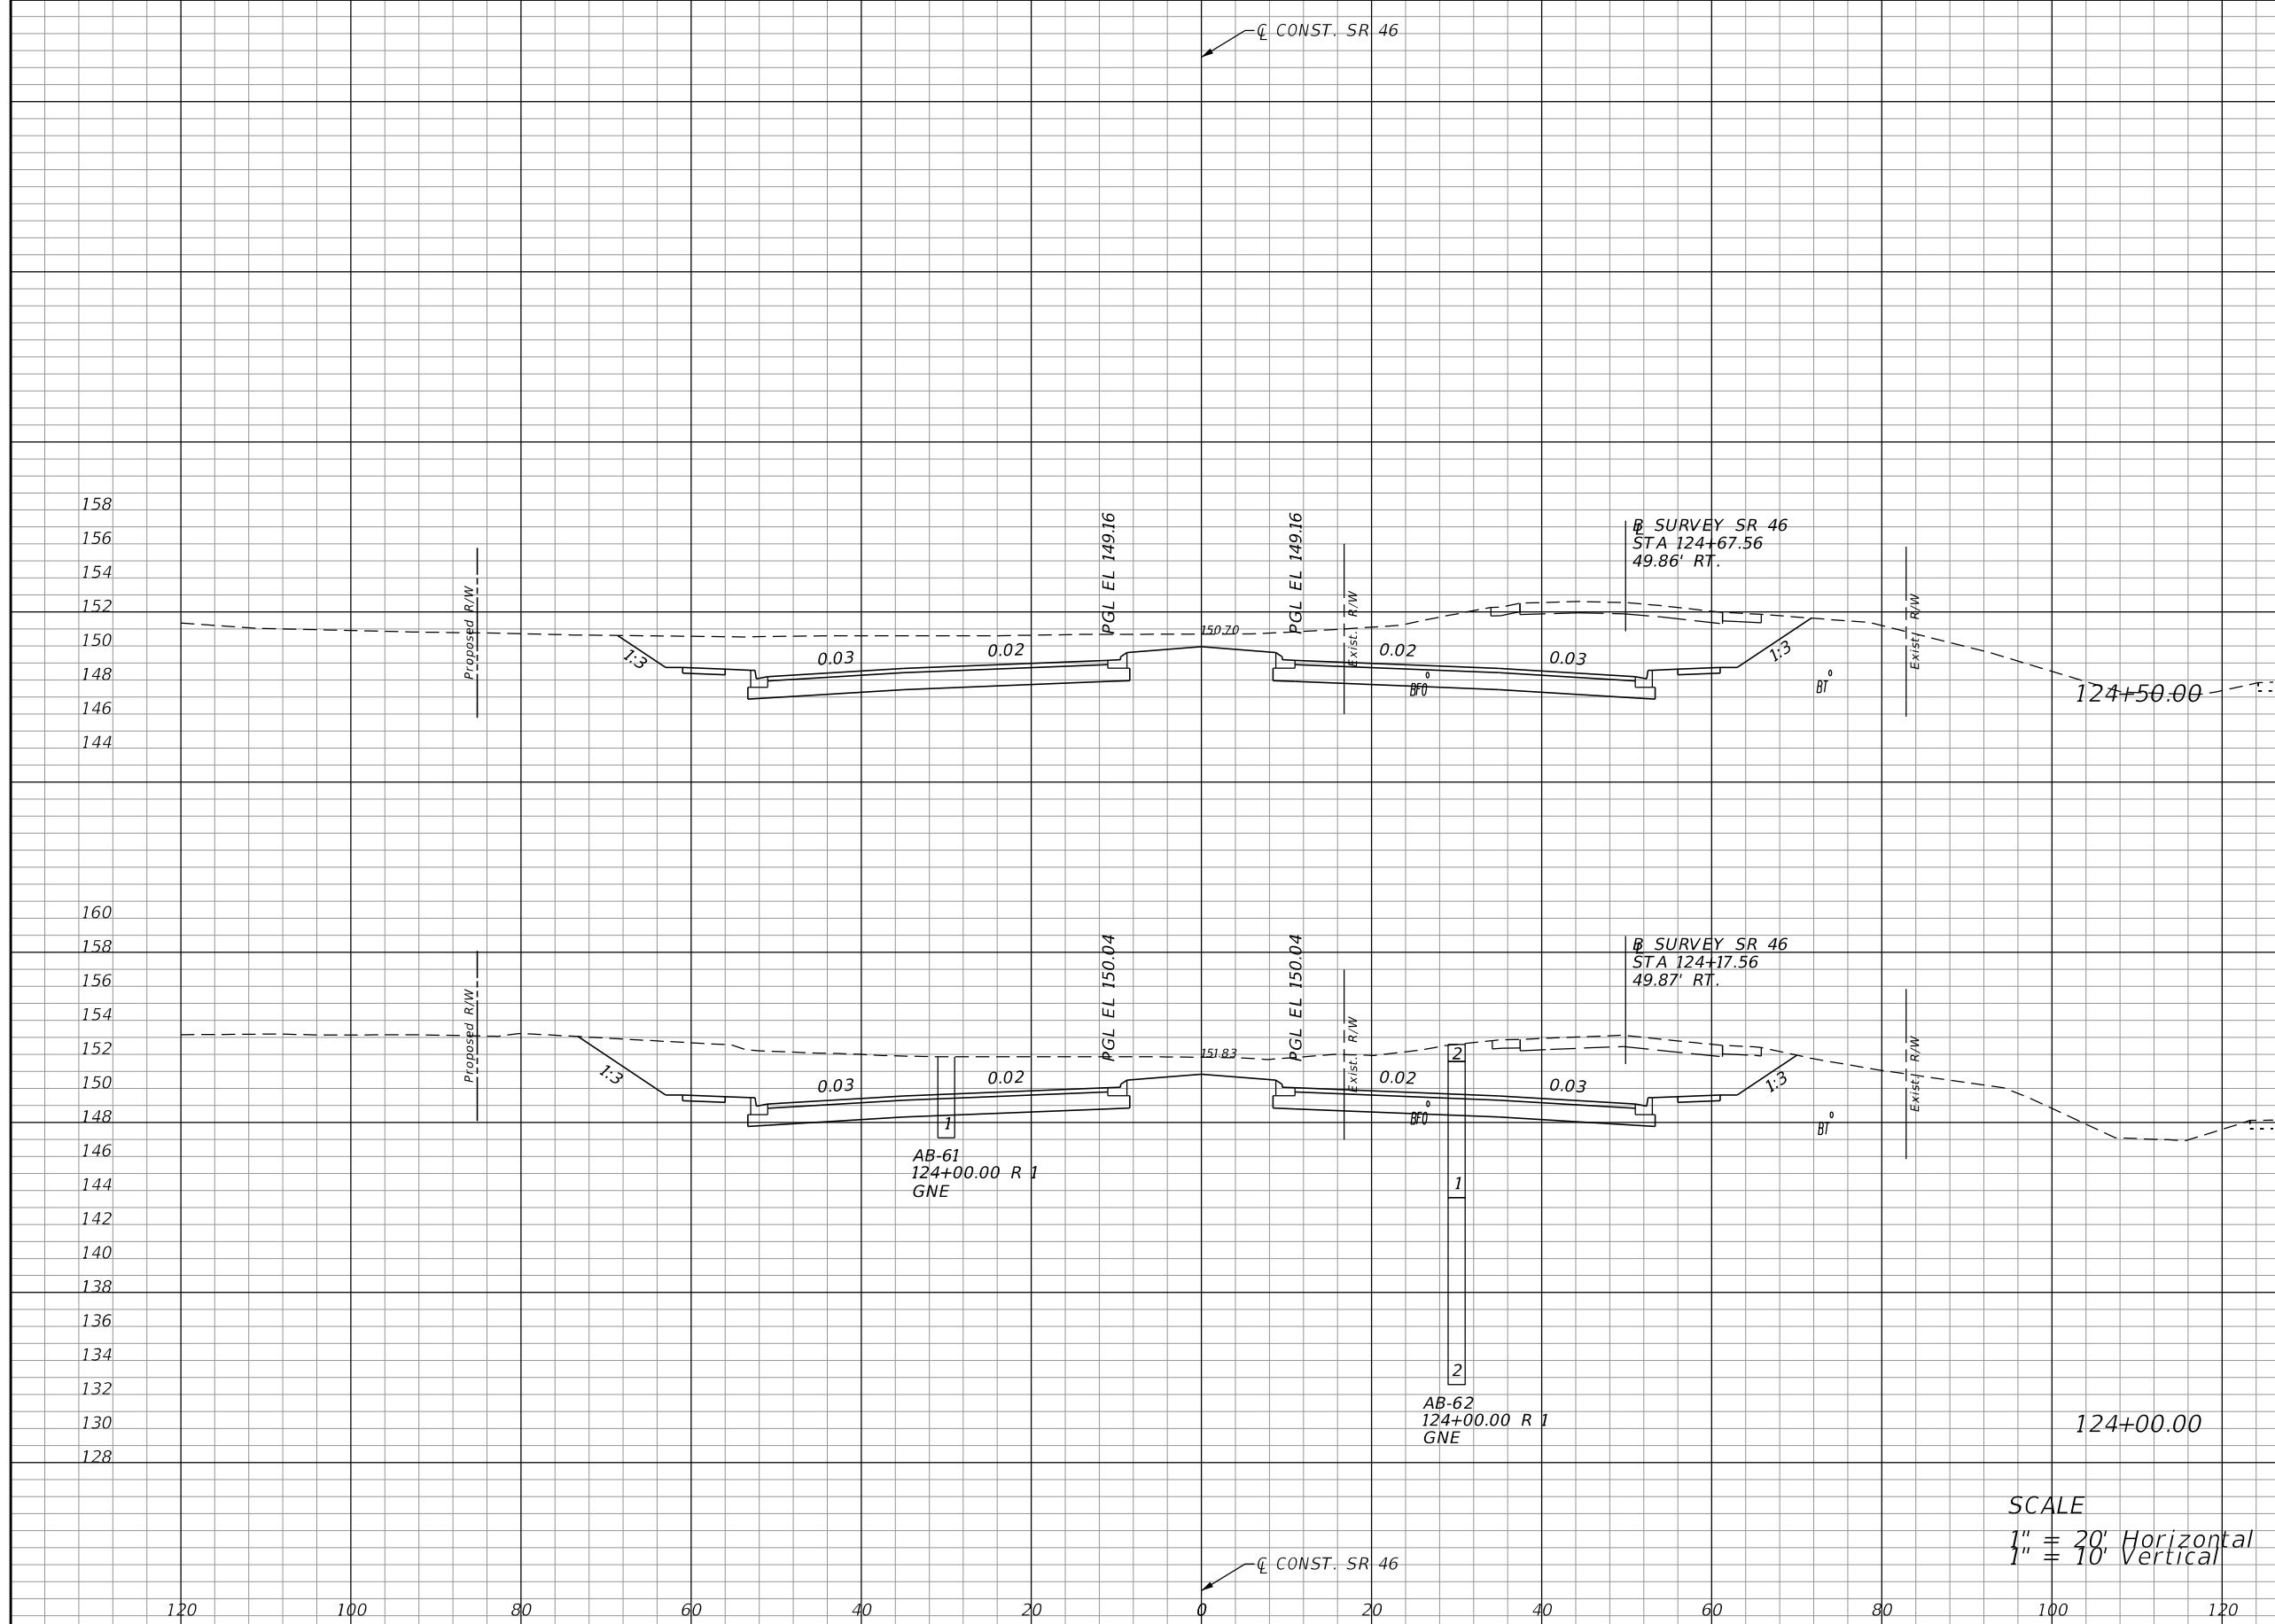 ℄ CONST. SR 46
158
156
154
152
150
148
146
144
Proposed R/W
1:3
0.03
0.02
PGL EL 149.16
150.70
PGL EL 149.16
Exist. R/W
0.02
BFO
0.03
B̵L SURVEY SR 46
STA 124+67.56
49.86' RT.
1:3
BT
Exist. R/W
124+50.00
160
158
156
154
152
150
148
146
144
142
140
138
136
134
132
130
128
Proposed R/W
1:3
0.03
0.02
1
AB-61
124+00.00 R 1
GNE
PGL EL 150.04
151.83
PGL EL 150.04
Exist. R/W
0.02
BFO
2
1
2
AB-62
124+00.00 R 1
GNE
0.03
B̵L SURVEY SR 46
STA 124+17.56
49.87' RT.
1:3
BT
Exist. R/W
124+00.00
SCALE
1" = 20' Horizontal
1" = 10' Vertical
℄ CONST. SR 46
120 100 80 60 40 20 0 20 40 60 80 100 120